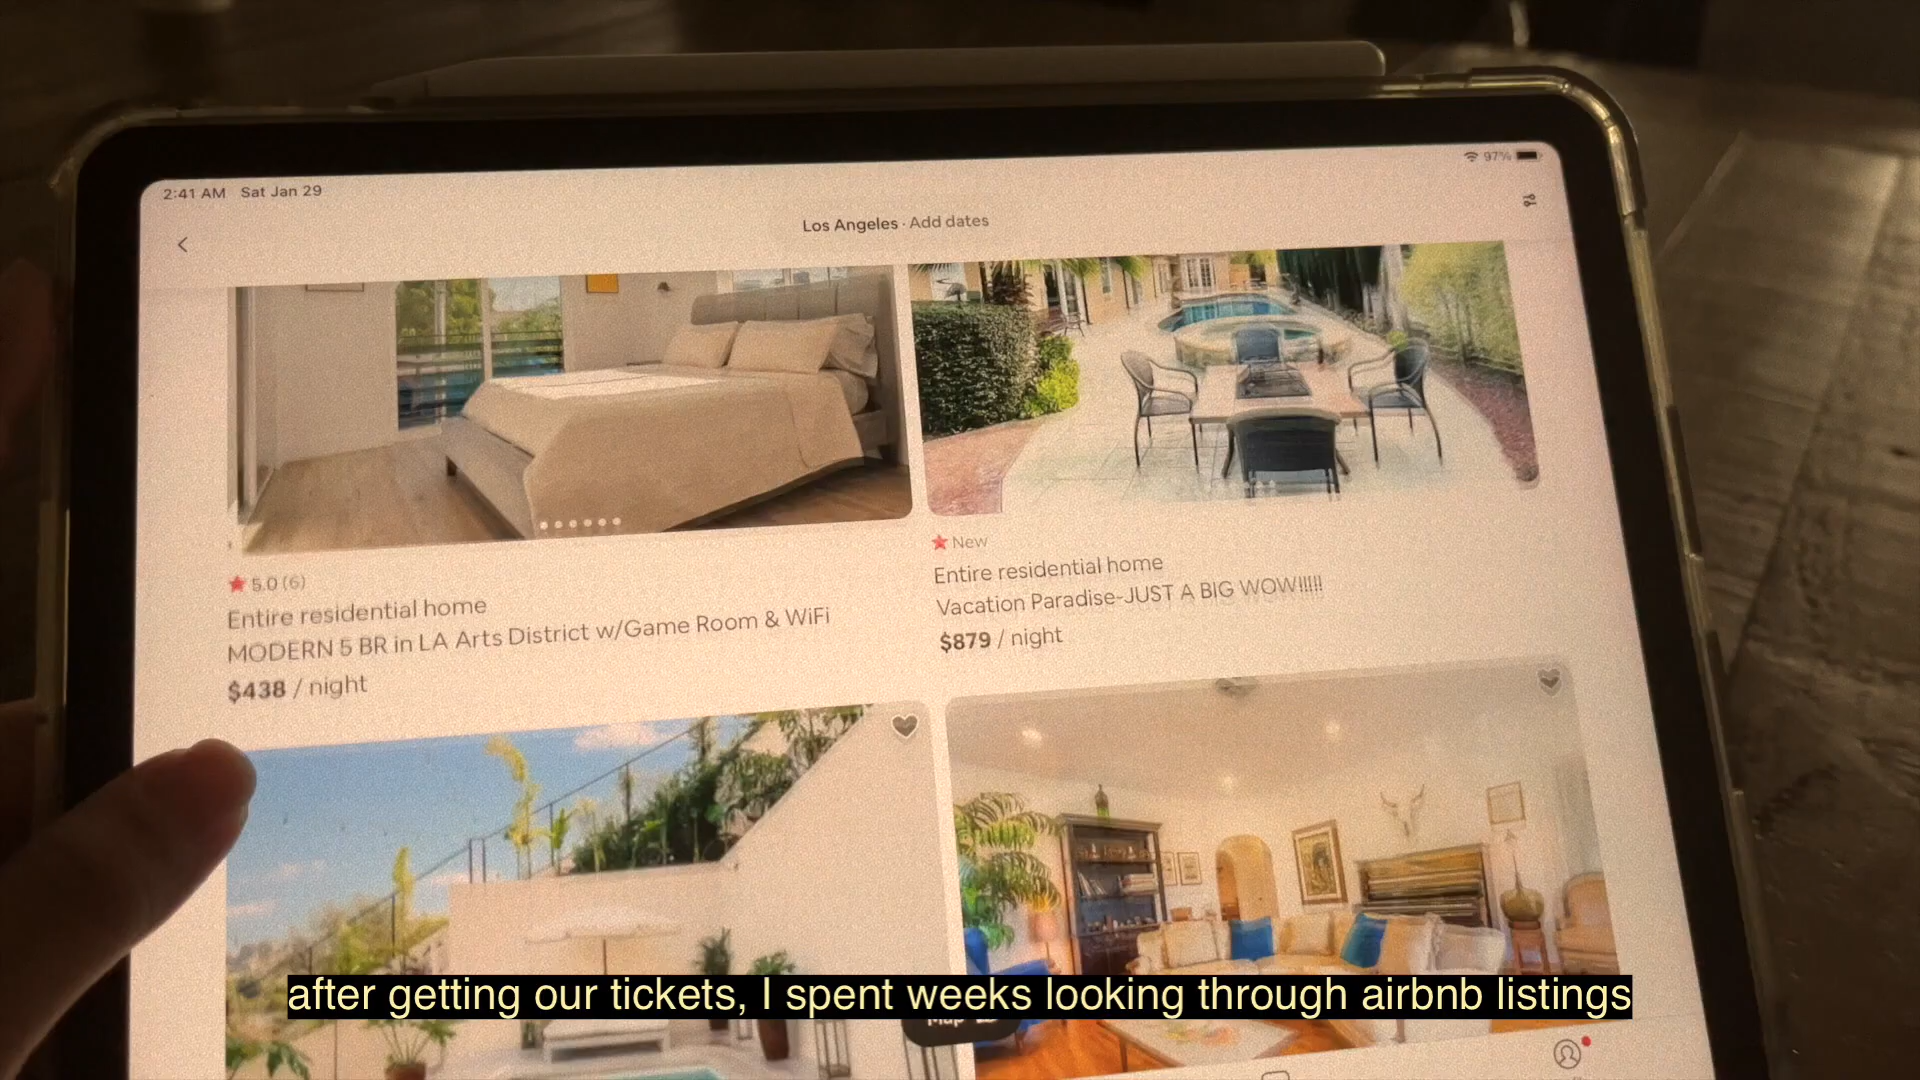 2:41 AM Sat Jan 29
97%
Los Angeles · Add dates
5.0 (6)
Entire residential home
MODERN 5 BR in LA Arts District w/Game Room & WiFi
$438 / night
New
Entire residential home
Vacation Paradise-JUST A BIG WOW!!!!!
$879 / night
after getting our tickets, I spent weeks looking through airbnb listings
Map